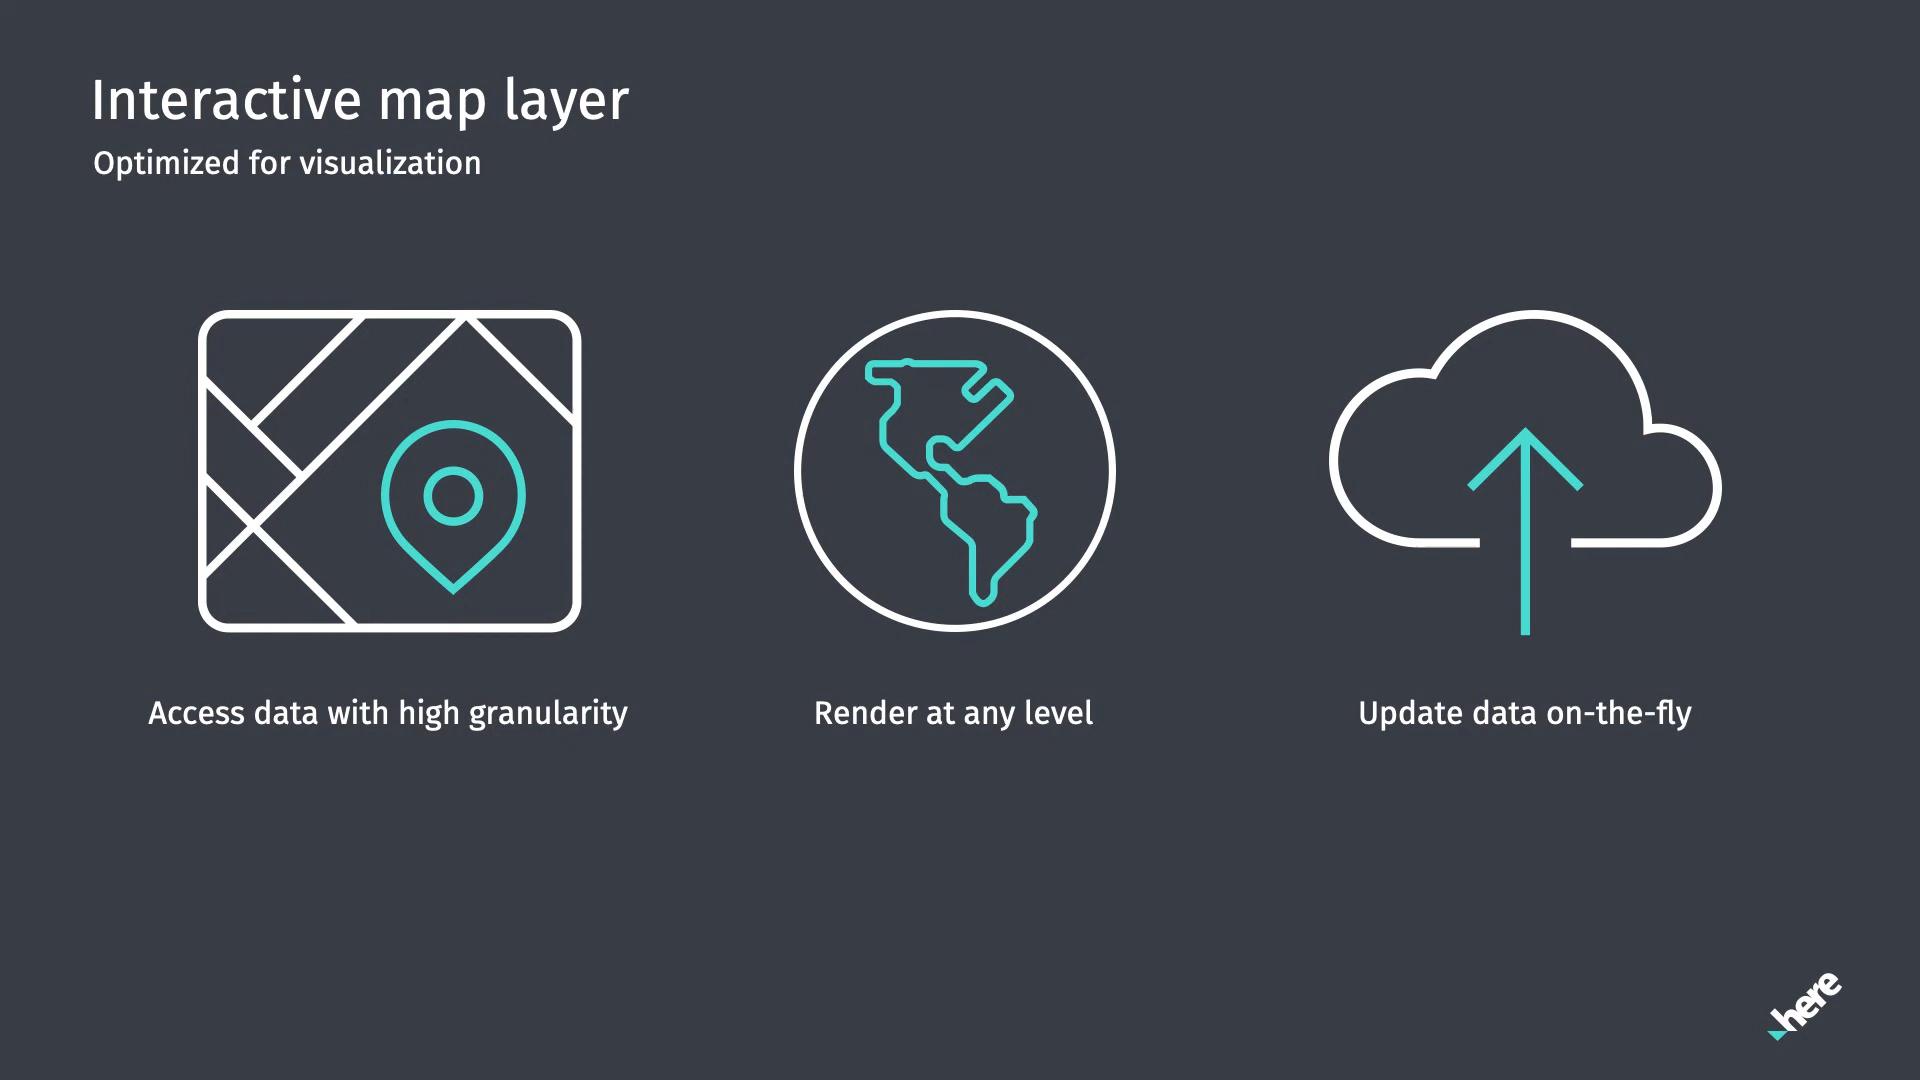 Interactive map layer
Optimized for visualization
Access data with high granularity
Render at any level
Update data on-the-fly
here